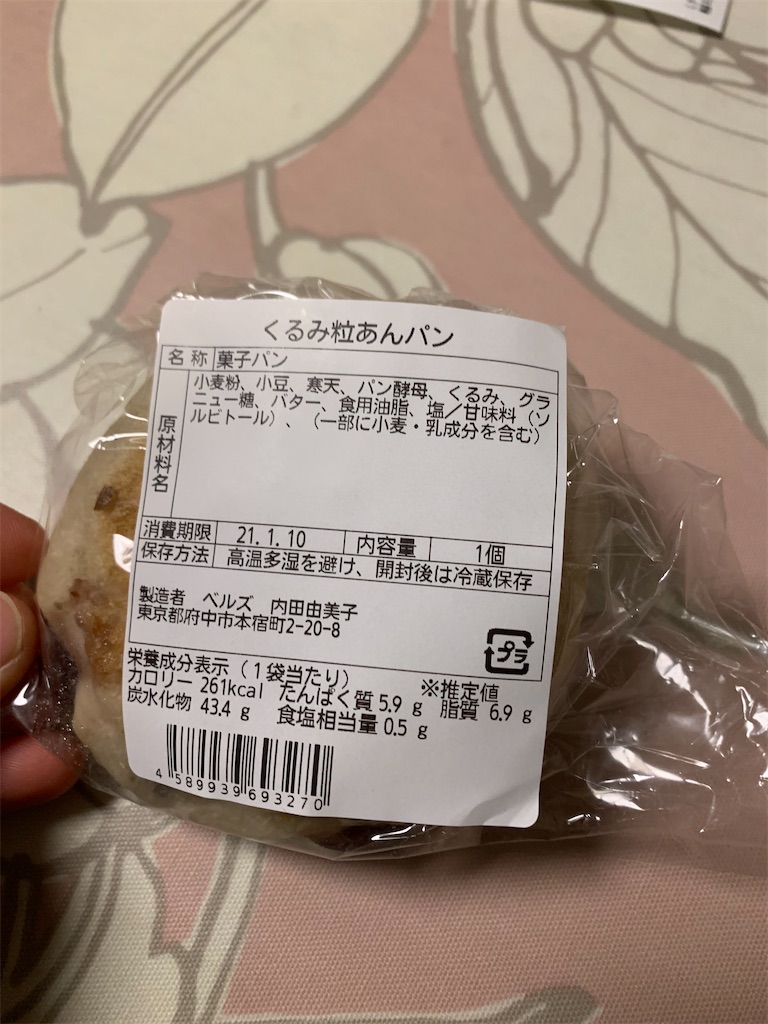 くるみ粒あんパン
名称 菓子パン
原材料名
小麦粉、小豆、寒天、パン酵母、くるみ、グラ
ニュー糖、バター、食用油脂、塩／甘味料（ソ
ルビトール）、（一部に小麦・乳成分を含む）
消費期限 21.1.10 内容量 1個
保存方法 高温多湿を避け、開封後は冷蔵保存
製造者 ベルズ 内田由美子
東京都府中市本宿町2-20-8
プラ
栄養成分表示（1袋当たり） ※推定値
カロリー 261kcal たんぱく質 5.9 g 脂質 6.9 g
炭水化物 43.4 g 食塩相当量 0.5 g
4 589939 693270